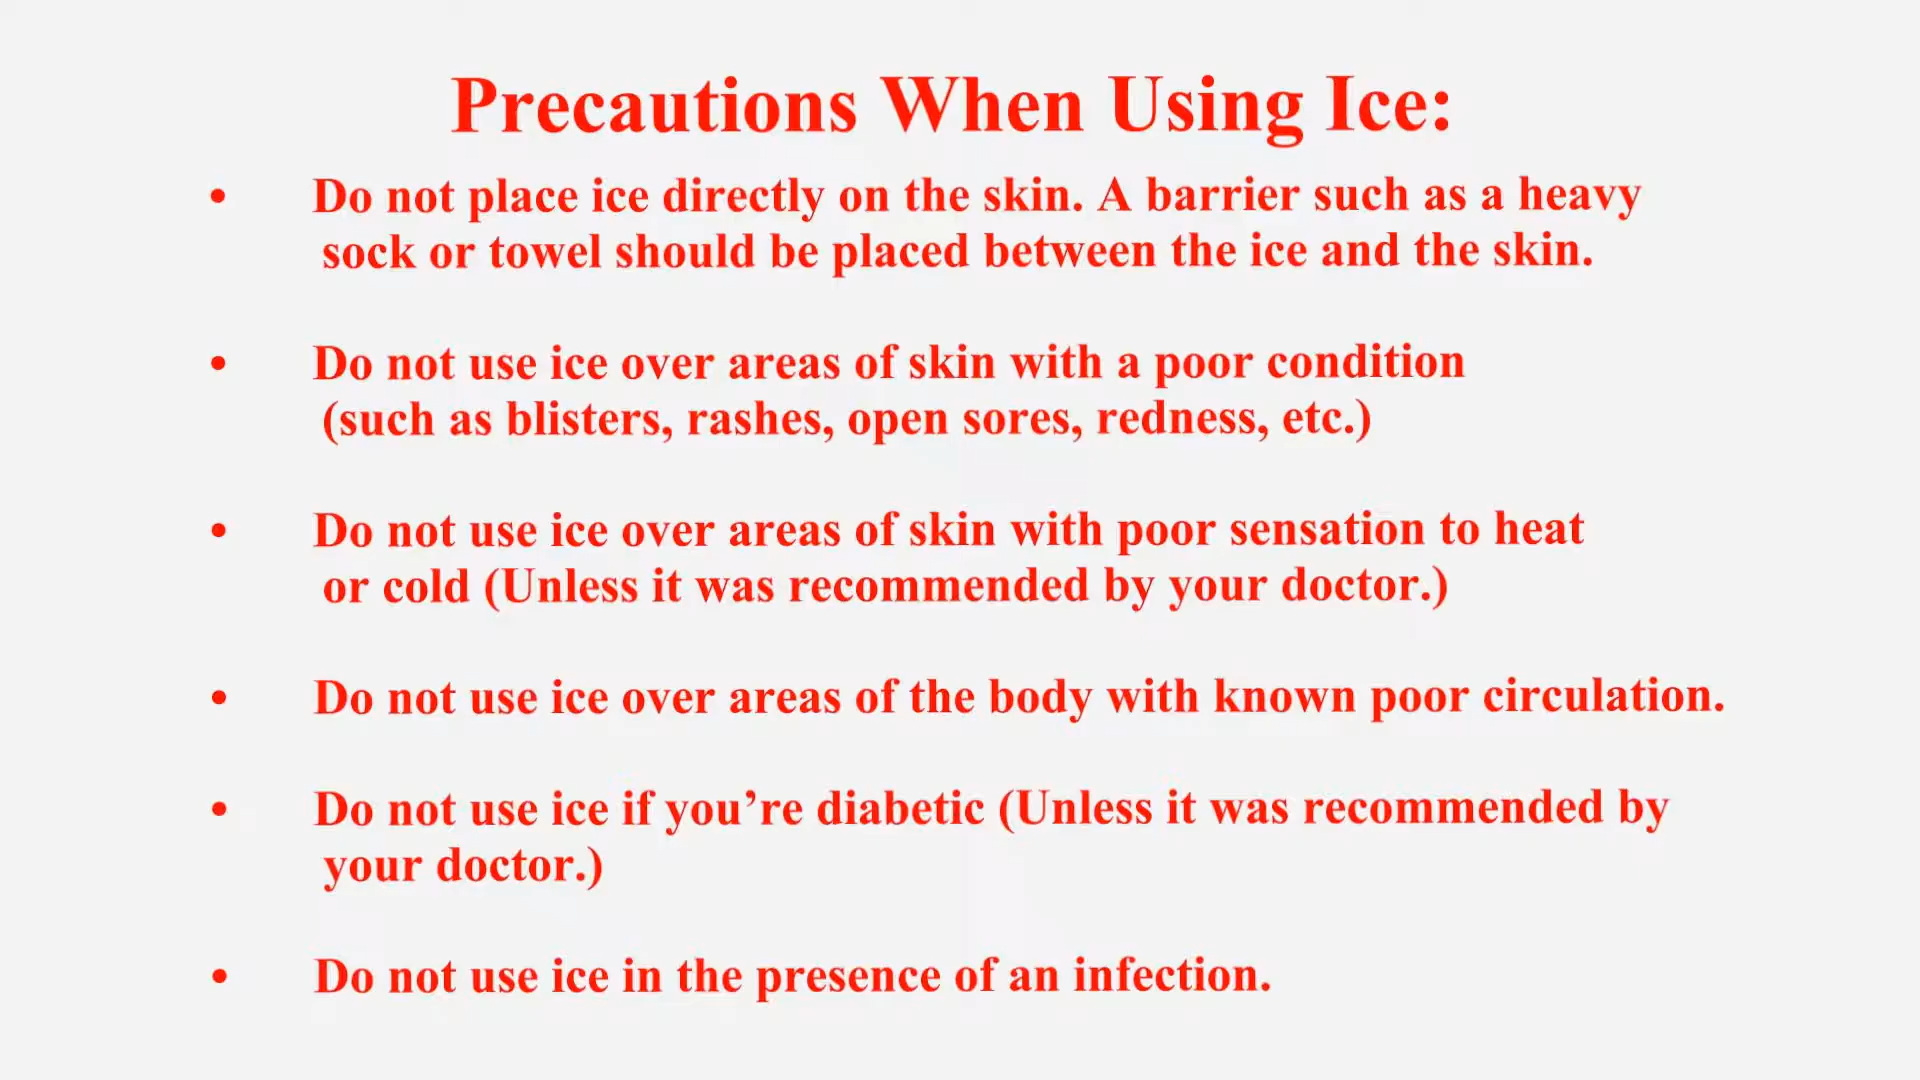 Precautions When Using Ice:
• Do not place ice directly on the skin. A barrier such as a heavy
sock or towel should be placed between the ice and the skin.
• Do not use ice over areas of skin with a poor condition
(such as blisters, rashes, open sores, redness, etc.)
• Do not use ice over areas of skin with poor sensation to heat
or cold (Unless it was recommended by your doctor.)
• Do not use ice over areas of the body with known poor circulation.
• Do not use ice if you’re diabetic (Unless it was recommended by
your doctor.)
• Do not use ice in the presence of an infection.